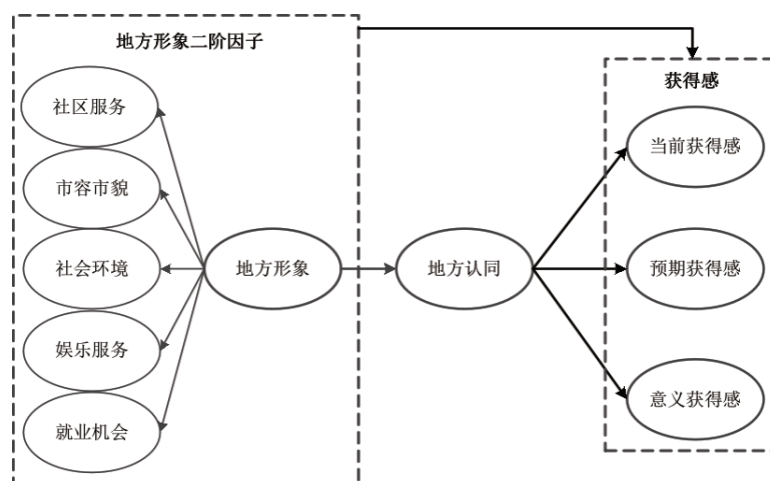 地方形象二阶因子
社区服务
市容市貌
社会环境
娱乐服务
就业机会
地方形象
地方认同
获得感
当前获得感
预期获得感
意义获得感